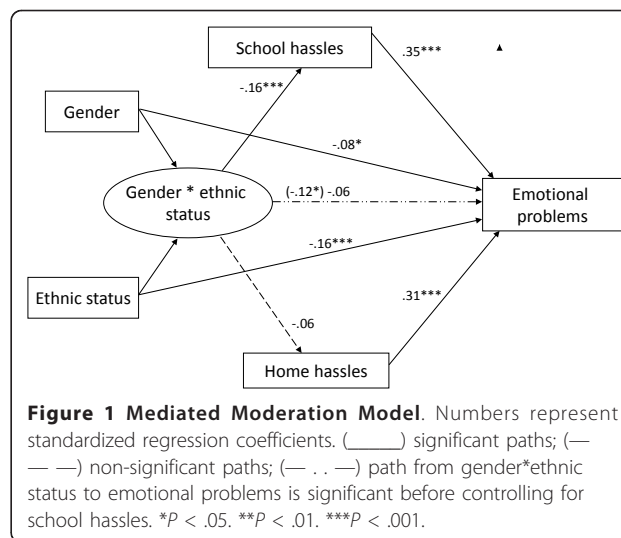 School hassles
.35***
-.16***
Gender
-.08*
Gender * ethnic
status
(-.12*) -.06
Emotional
problems
-.16***
Ethnic status
-.06
.31***
Home hassles
Figure 1 Mediated Moderation Model. Numbers represent
standardized regression coefficients. (_____) significant paths; (—
— —) non-significant paths; (— . . —) path from gender*ethnic
status to emotional problems is significant before controlling for
school hassles. *P < .05. **P < .01. ***P < .001.